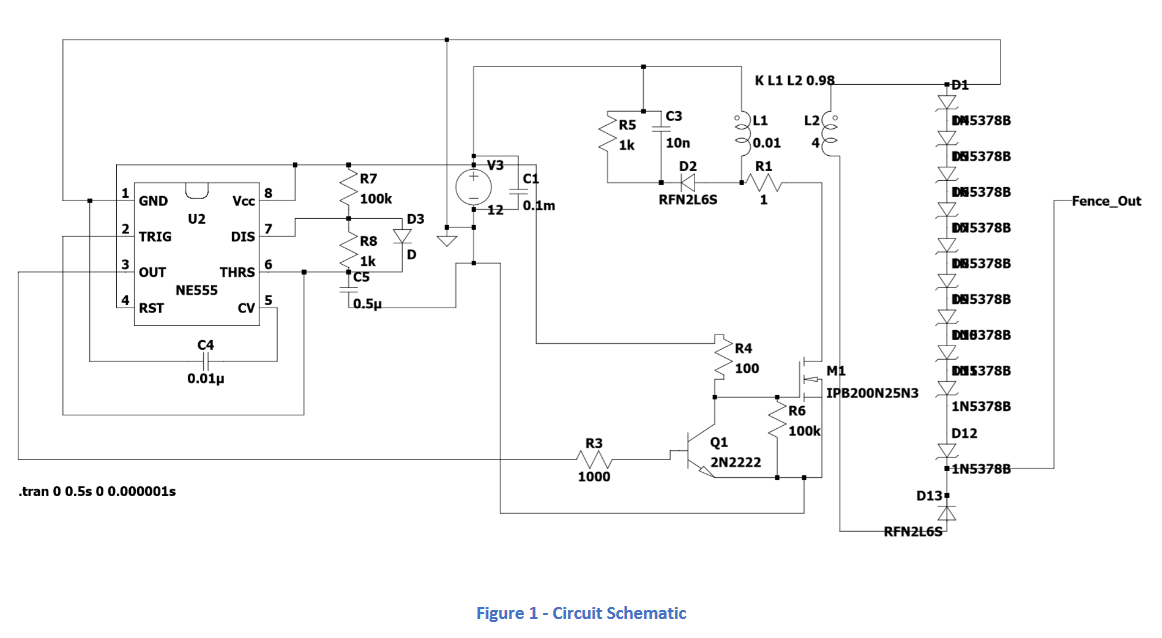 K L1 L2 0.98
D1
1N5378B
R5
1k
C3
10n
L1
0.01
L2
4
D2
RFN2L6S
R1
1
V3
12
C1
0.1m
R7
100k
R8
1k
D3
D
C5
0.5µ
1
GND
2
TRIG
3
OUT
4
RST
U2
NE555
Vcc
8
DIS
7
THRS
6
CV
5
C4
0.01µ
Fence_Out
1N5378B
1N5378B
1N5378B
1N5378B
1N5378B
1N5378B
1N5378B
1N5378B
D12
1N5378B
D13
RFN2L6S
R4
100
M1
IPB200N25N3
R6
100k
Q1
2N2222
R3
1000
.tran 0 0.5s 0 0.000001s
Figure 1 - Circuit Schematic